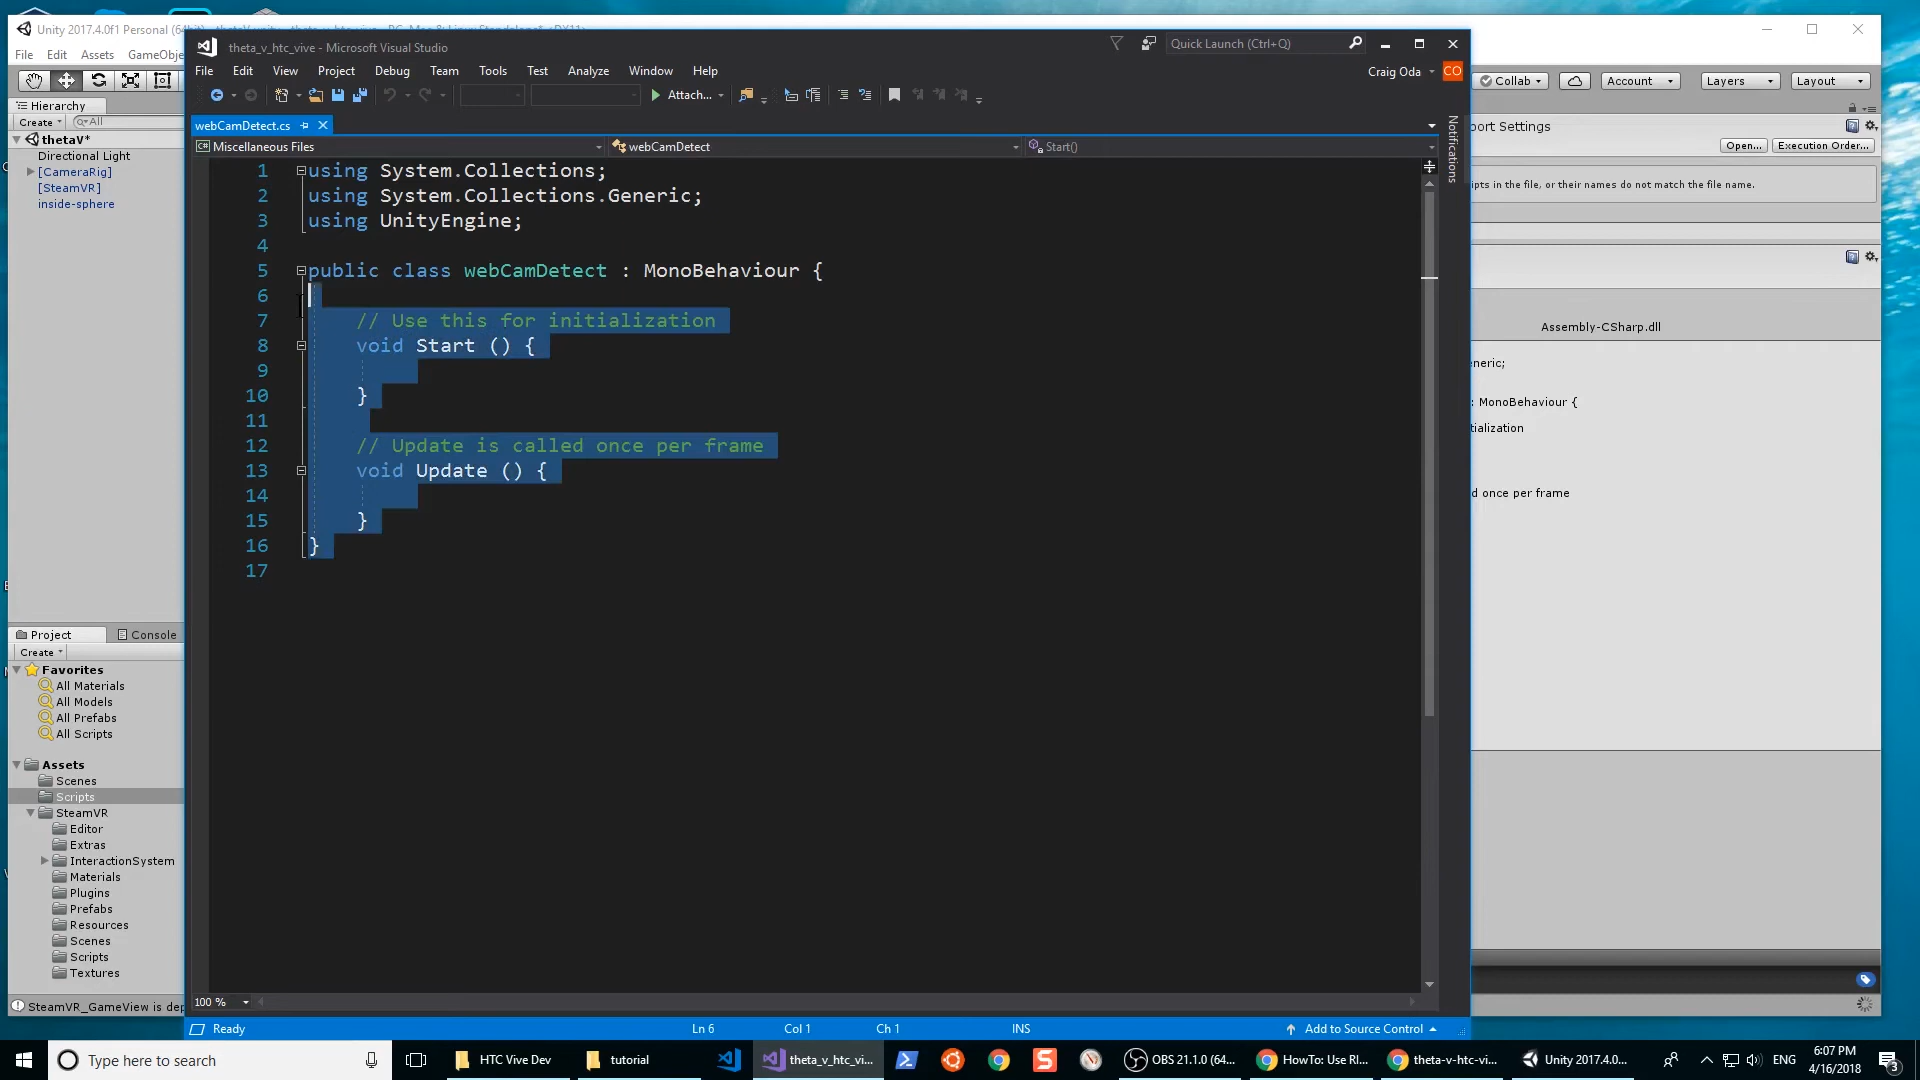 Unity 2017.4.0f1 Personal (64bit)
File Edit Assets GameObje
Collab Account Layers Layout
Hierarchy
Create All
thetaV*
Directional Light
[CameraRig]
[SteamVR]
inside-sphere
Project Console
Create
Favorites
All Materials
All Models
All Prefabs
All Scripts
Assets
Scenes
Scripts
SteamVR
Editor
Extras
InteractionSystem
Materials
Plugins
Prefabs
Resources
Scenes
Scripts
Textures
SteamVR_GameView is dep
theta_v_htc_vive - Microsoft Visual Studio
Quick Launch (Ctrl+Q)
File Edit View Project Debug Team Tools Test Analyze Window Help
Craig Oda CO
Attach...
webCamDetect.cs
Miscellaneous Files webCamDetect Start()
Notifications
1 using System.Collections;
2 using System.Collections.Generic;
3 using UnityEngine;
4
5 public class webCamDetect : MonoBehaviour {
6
7 // Use this for initialization
8 void Start () {
9
10 }
11
12 // Update is called once per frame
13 void Update () {
14
15 }
16 }
17
100 %
Ready Ln 6 Col 1 Ch 1 INS Add to Source Control
ort Settings
Open... Execution Order...
ipts in the file, or their names do not match the file name.
Assembly-CSharp.dll
neric;
: MonoBehaviour {
tialization
d once per frame
Type here to search
HTC Vive Dev
tutorial
theta_v_htc_vi...
OBS 21.1.0 (64...
HowTo: Use RI...
theta-v-htc-vi...
Unity 2017.4.0...
ENG
6:07 PM
4/16/2018
3